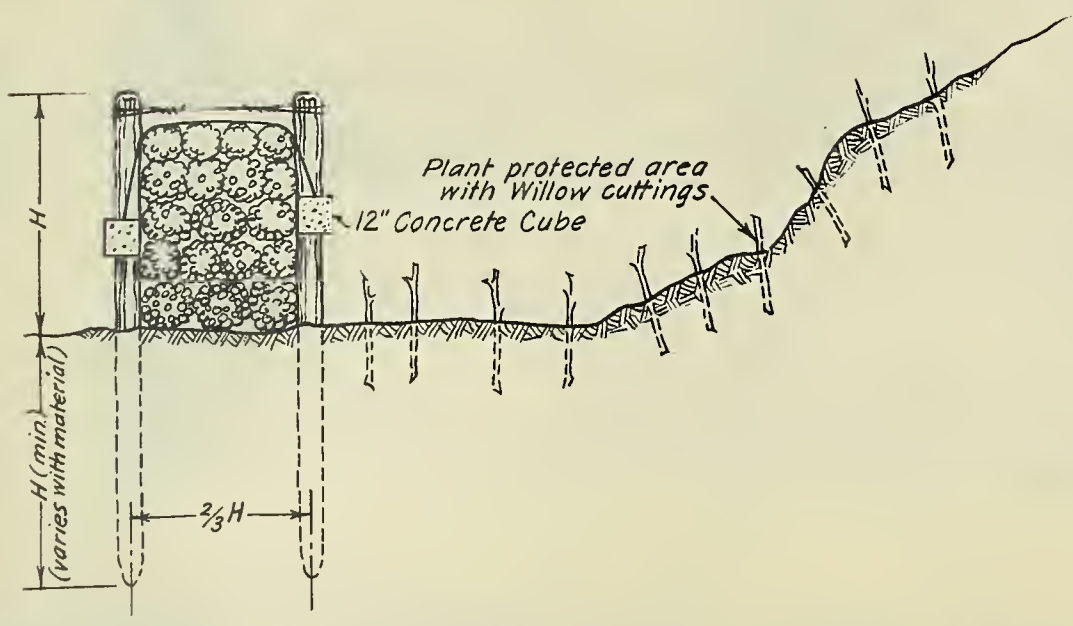 Plant protected area
with Willow cuttings
12" Concrete Cube
H
H (min.)
(varies with material)
2/3 H